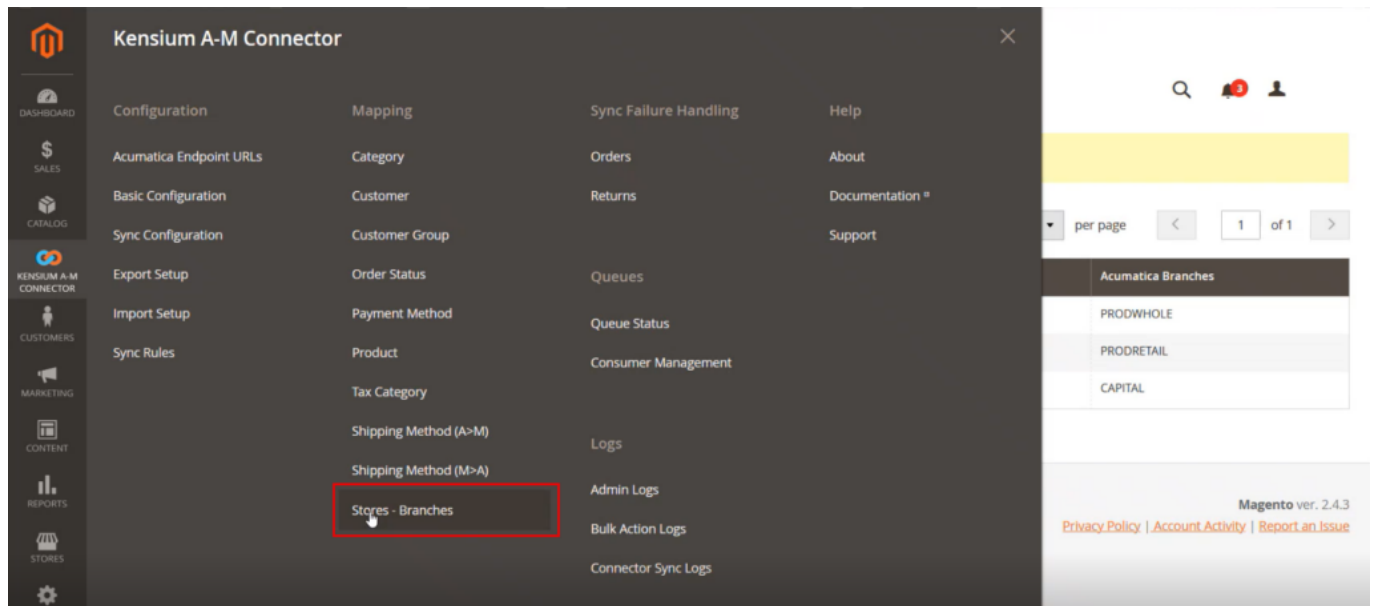 Kensium A-M Connector
DASHBOARD
$
SALES
CATALOG
KENSIUM A-M
CONNECTOR
CUSTOMERS
MARKETING
CONTENT
REPORTS
STORES
Configuration
Acumatica Endpoint URLs
Basic Configuration
Sync Configuration
Export Setup
Import Setup
Sync Rules
Mapping
Category
Customer
Customer Group
Order Status
Payment Method
Product
Tax Category
Shipping Method (A>M)
Shipping Method (M>A)
Stores - Branches
Sync Failure Handling
Orders
Returns
Queues
Queue Status
Consumer Management
Logs
Admin Logs
Bulk Action Logs
Connector Sync Logs
Help
About
Documentation
Support
3
per page
1 of 1
Acumatica Branches
PRODWHOLE
PRODRETAIL
CAPITAL
Magento ver. 2.4.3
Privacy Policy | Account Activity | Report an Issue